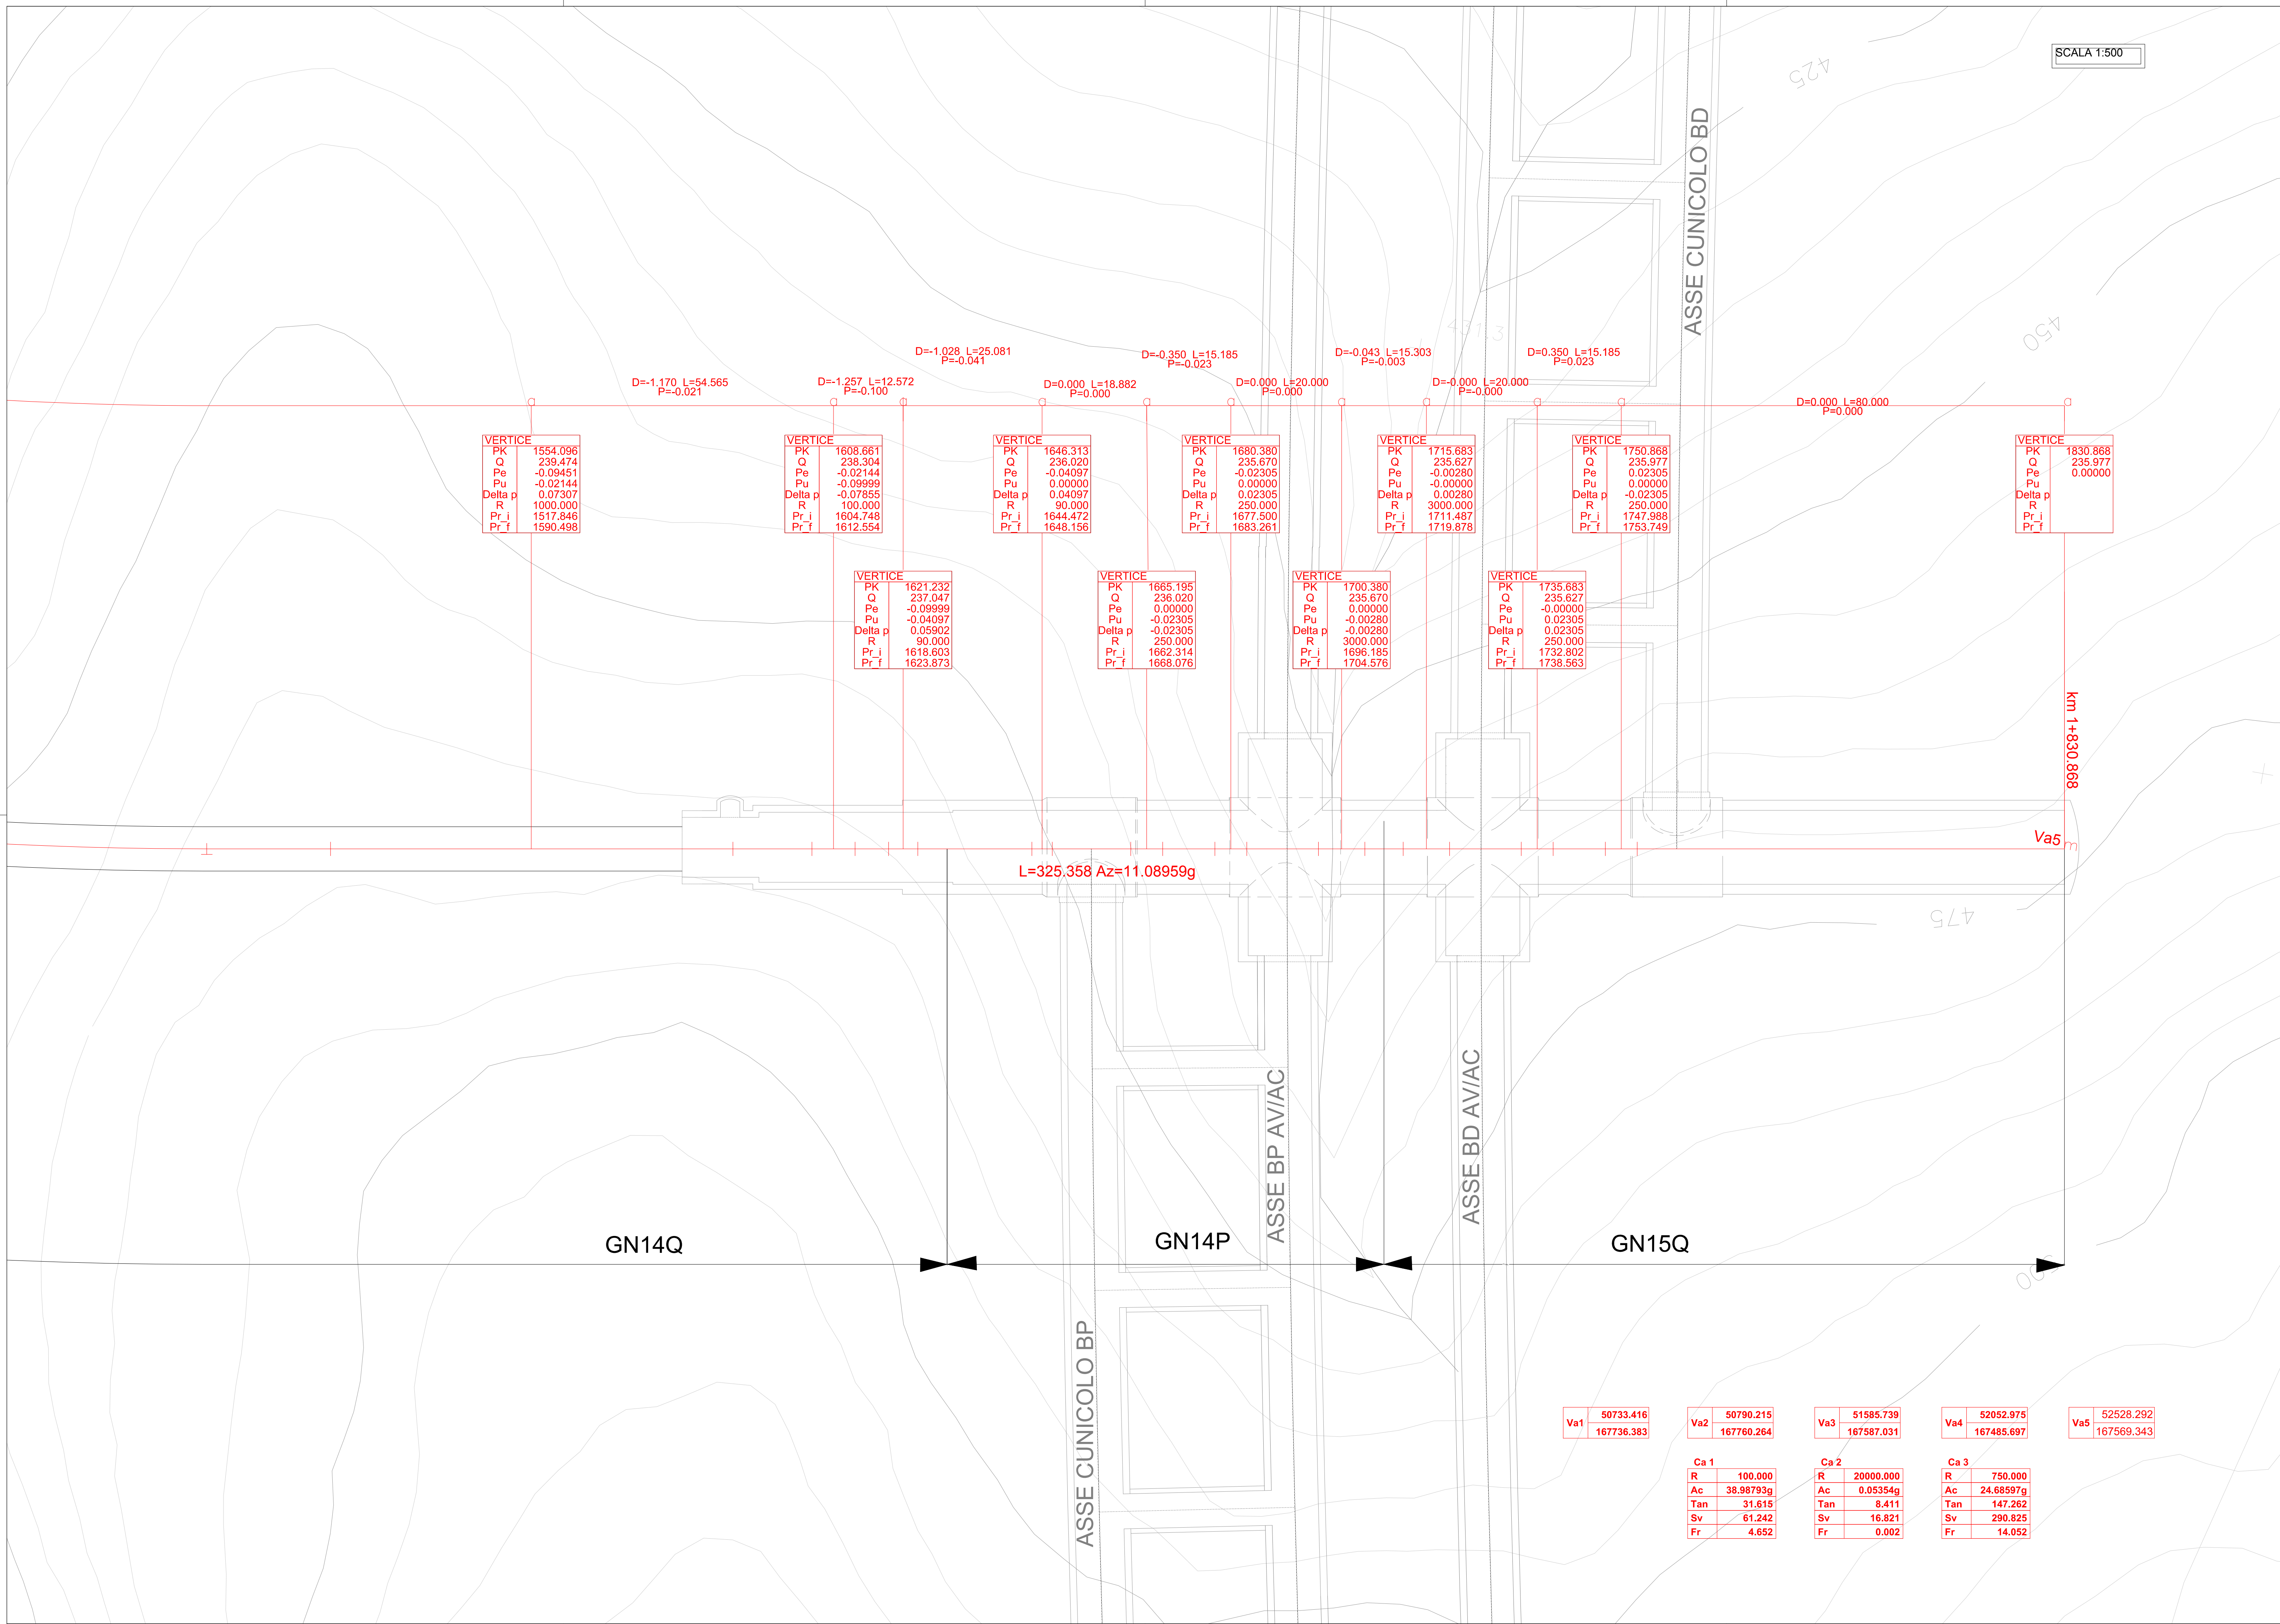 SCALA 1:500
425
ASSE CUNICOLO BD
450
D=-1.170 L=54.565
P=-0.021
D=-1.257 L=12.572
P=-0.100
D=-1.028 L=25.081
P=-0.041
D=0.000 L=18.882
P=0.000
D=-0.350 L=15.185
P=-0.023
D=0.000 L=20.000
P=0.000
D=-0.043 L=15.303
P=-0.003
D=-0.000 L=20.000
P=-0.000
D=0.350 L=15.185
P=0.023
D=0.000 L=80.000
P=0.000
VERTICE
PK 1554.096
Q 239.474
Pe -0.09451
Pu -0.02144
Delta p 0.07307
R 1000.000
Pr_i 1517.846
Pr_f 1590.498
VERTICE
PK 1608.661
Q 238.304
Pe -0.02144
Pu -0.09999
Delta p -0.07855
R 100.000
Pr_i 1604.748
Pr_f 1612.554
VERTICE
PK 1646.313
Q 236.020
Pe -0.04097
Pu 0.00000
Delta p 0.04097
R 90.000
Pr_i 1644.472
Pr_f 1648.156
VERTICE
PK 1680.380
Q 235.670
Pe -0.02305
Pu 0.00000
Delta p 0.02305
R 250.000
Pr_i 1677.500
Pr_f 1683.261
VERTICE
PK 1715.683
Q 235.627
Pe -0.00280
Pu -0.00000
Delta p 0.00280
R 3000.000
Pr_i 1711.487
Pr_f 1719.878
VERTICE
PK 1750.868
Q 235.977
Pe 0.02305
Pu 0.00000
Delta p -0.02305
R 250.000
Pr_i 1747.988
Pr_f 1753.749
VERTICE
PK 1830.868
Q 235.977
Pe 0.00000
Pu
Delta p
R
Pr_i
Pr_f
VERTICE
PK 1621.232
Q 237.047
Pe -0.09999
Pu -0.04097
Delta p 0.05902
R 90.000
Pr_i 1618.603
Pr_f 1623.873
VERTICE
PK 1665.195
Q 236.020
Pe 0.00000
Pu -0.02305
Delta p -0.02305
R 250.000
Pr_i 1662.314
Pr_f 1668.076
VERTICE
PK 1700.380
Q 235.670
Pe 0.00000
Pu -0.00280
Delta p -0.00280
R 3000.000
Pr_i 1696.185
Pr_f 1704.576
VERTICE
PK 1735.683
Q 235.627
Pe -0.00000
Pu 0.02305
Delta p 0.02305
R 250.000
Pr_i 1732.802
Pr_f 1738.563
km 1+830.868
Va5
L=325.358 Az=11.08959g
475
ASSE BP AV/AC
ASSE BD AV/AC
GN14Q
GN14P
GN15Q
ASSE CUNICOLO BP
Va1 50733.416
167736.383
Va2 50790.215
167760.264
Va3 51585.739
167587.031
Va4 52052.975
167485.697
Va5 52528.292
167569.343
Ca 1
R 100.000
Ac 38.98793g
Tan 31.615
Sv 61.242
Fr 4.652
Ca 2
R 20000.000
Ac 0.05354g
Tan 8.411
Sv 16.821
Fr 0.002
Ca 3
R 750.000
Ac 24.68597g
Tan 147.262
Sv 290.825
Fr 14.052